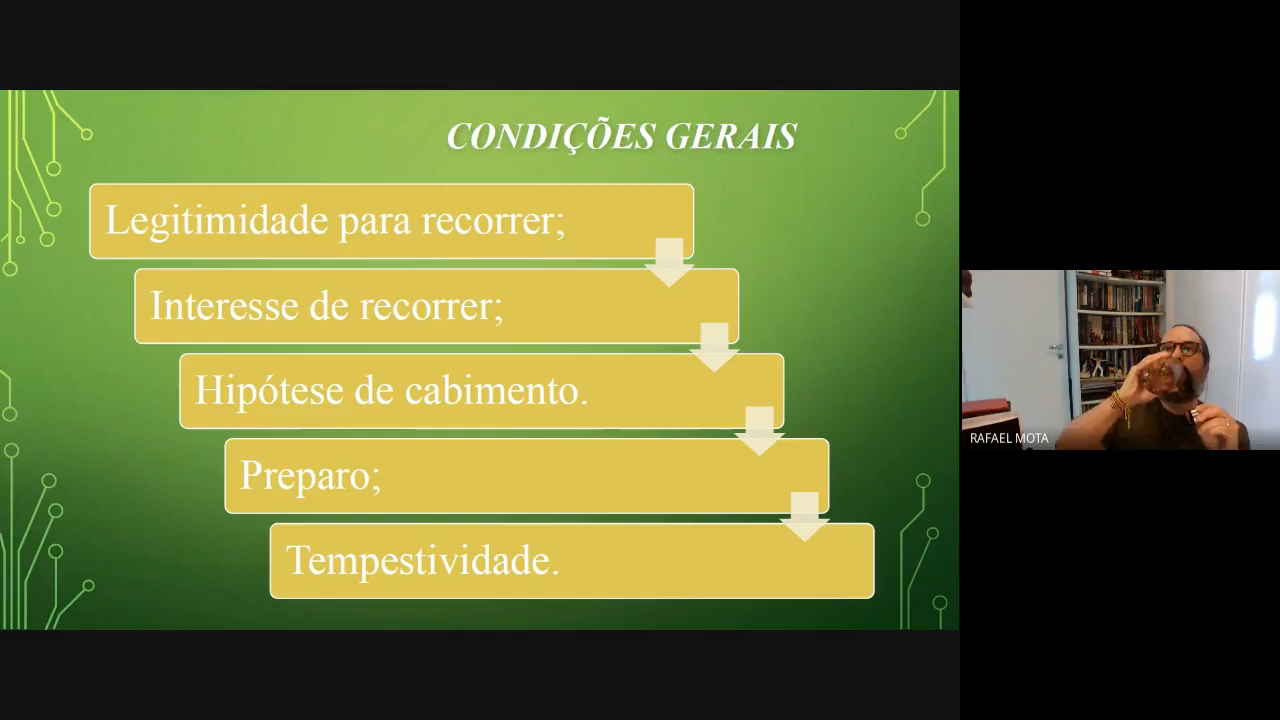 CONDIÇÕES GERAIS
Legitimidade para recorrer;
Interesse de recorrer;
Hipótese de cabimento.
Preparo;
Tempestividade.
RAFAEL MOTA